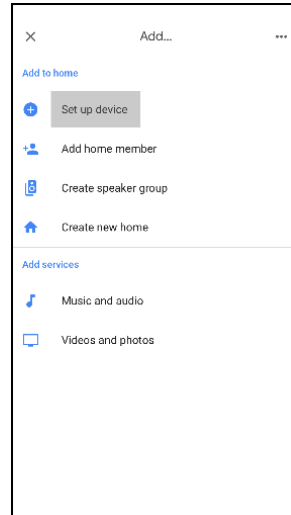 Add...
Add to home
Set up device
Add home member
Create speaker group
Create new home
Add services
Music and audio
Videos and photos